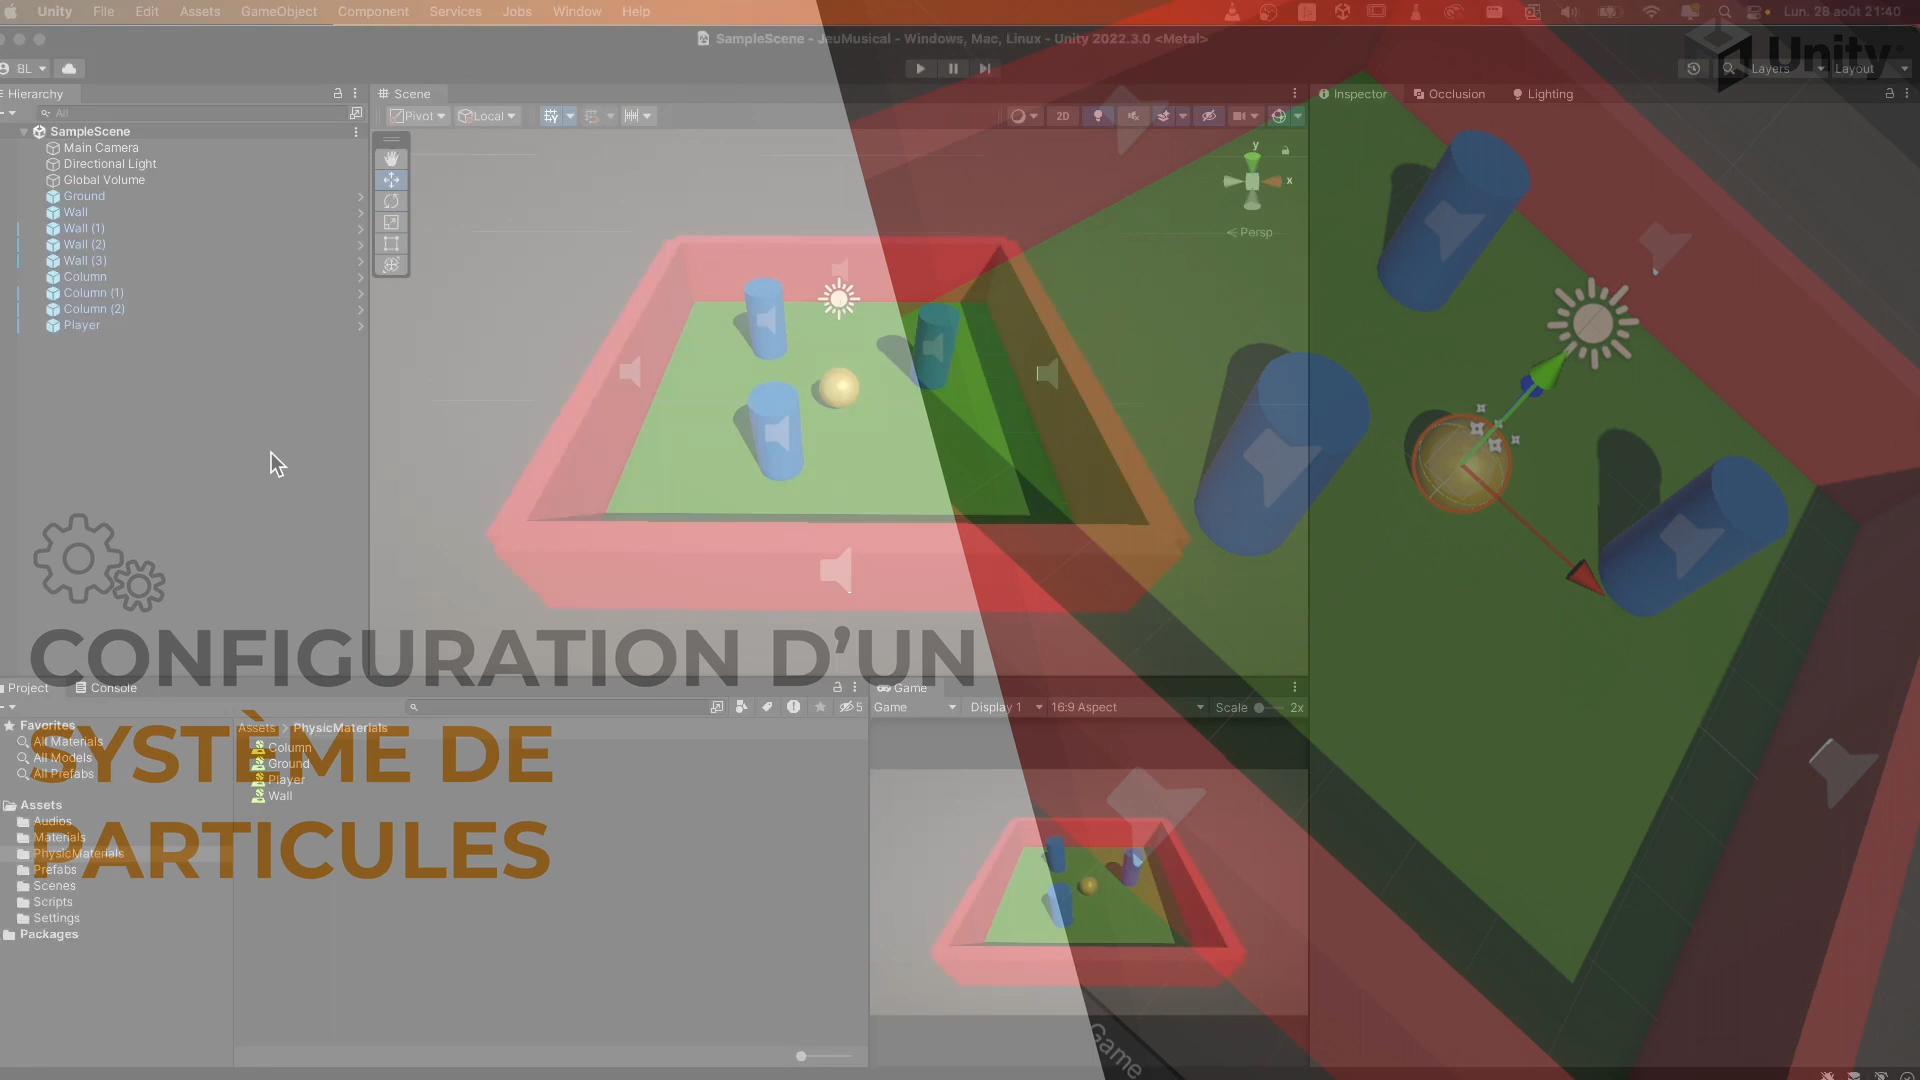 Unity File Edit Assets GameObject Component Services Jobs Window Help
Lun. 28 août 21:40
SampleScene - JeuMusical - Windows, Mac, Linux - Unity 2022.3.0 <Metal>
Unity
BL
Layers
Layout
Hierarchy
Scene
Inspector
Occlusion
Lighting
All
Pivot
Local
2D
SampleScene
Main Camera
Directional Light
Global Volume
Ground
Wall
Wall (1)
Wall (2)
Wall (3)
Column
Column (1)
Column (2)
Player
y
x
Persp
CONFIGURATION D’UN
SYSTÈME DE
PARTICULES
Project
Console
5
Favorites
All Materials
All Models
All Prefabs
Assets
Audios
Materials
PhysicMaterials
Prefabs
Scenes
Scripts
Settings
Packages
Assets > PhysicMaterials
Column
Ground
Player
Wall
Game
Game
Display 1
16:9 Aspect
Scale
2x
Game